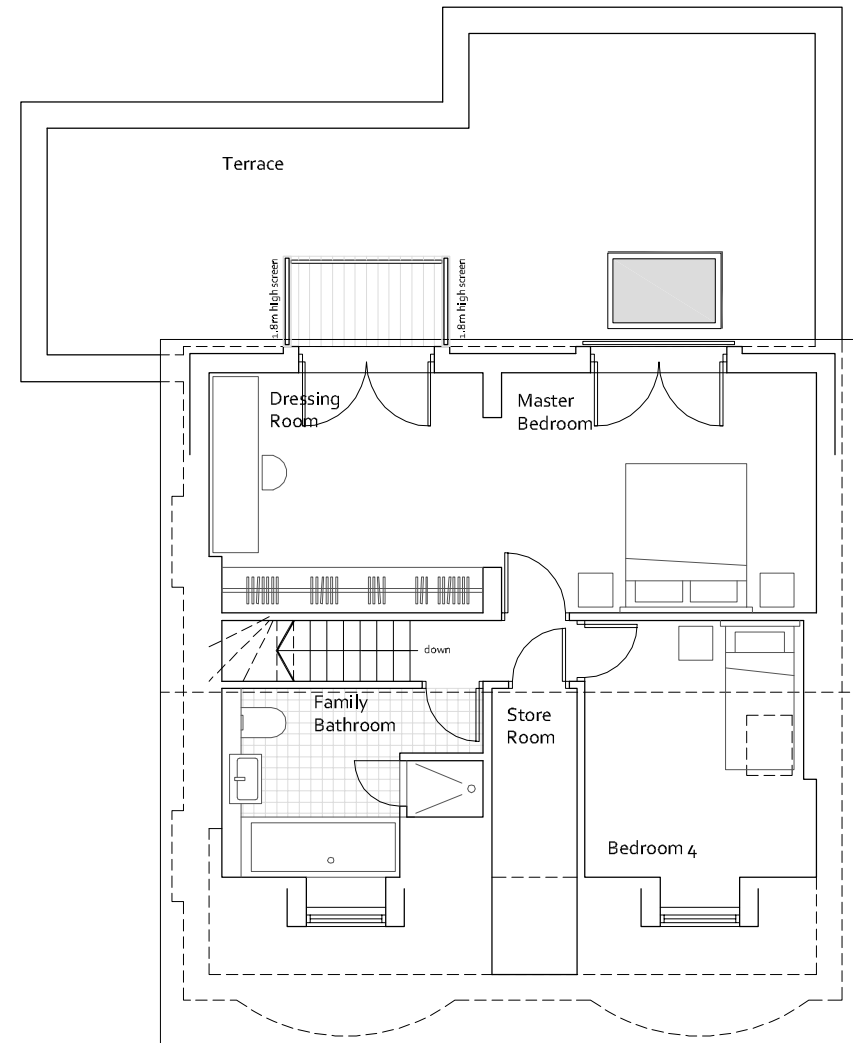 Terrace
1.8m high screen
1.8m high screen
Dressing
Room
Master
Bedroom
down
Family
Bathroom
Store
Room
Bedroom 4